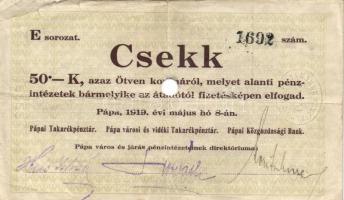 E sorozat. 1692 szám.
Csekk
50·— K, azaz Ötven koronáról, melyet alanti pénz-
intézetek bármelyike az átadótól fizetésképen elfogad.
Pápa, 1919. évi május hó 8-án.
Pápai Takarékpénztár. Pápa városi és vidéki Takarékpénztár. Pápai Közgazdasági Bank.
Pápa város és járás pénzintézeteinek direktóriuma: